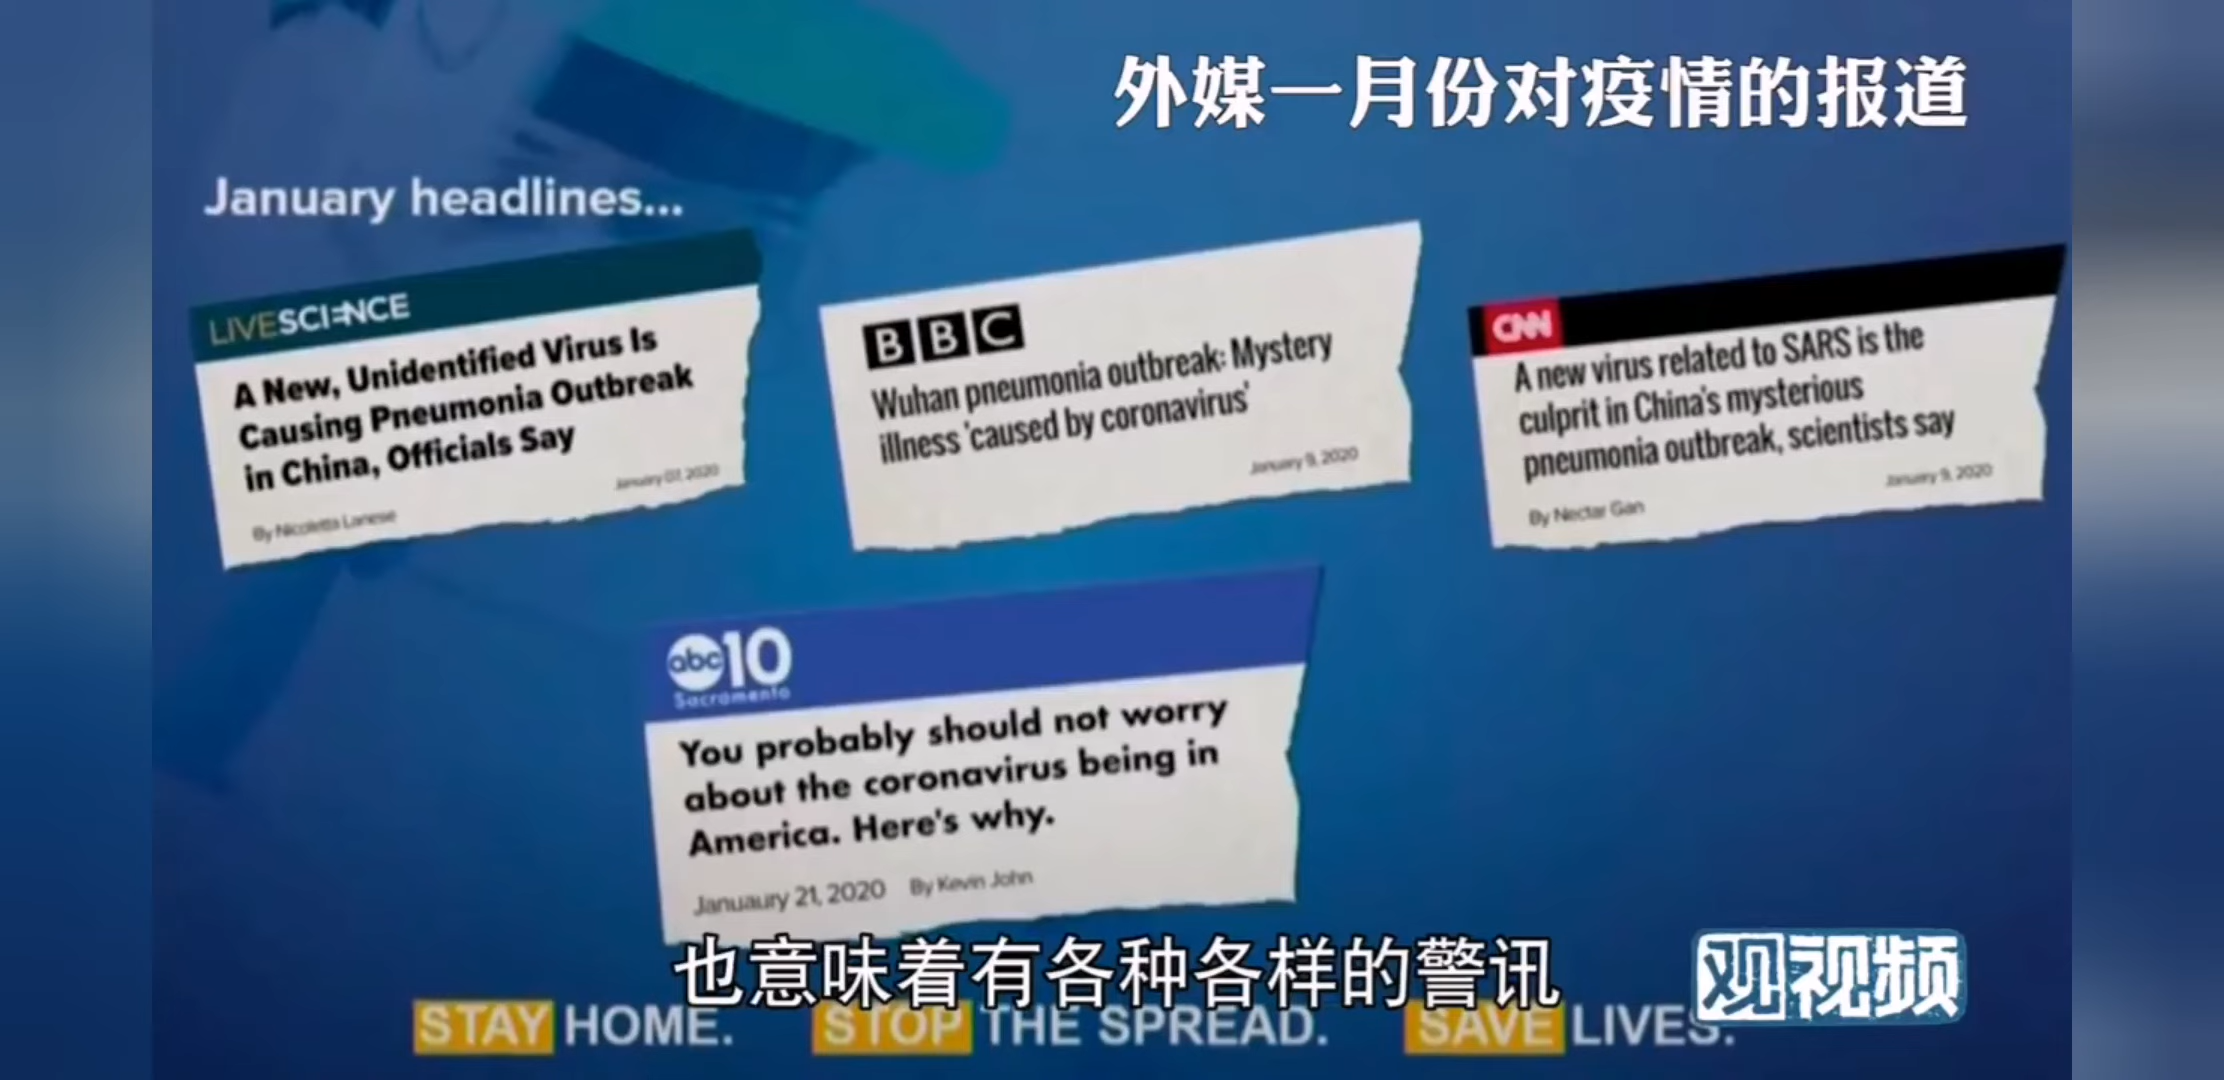 外媒一月份对疫情的报道
January headlines...
LIVESCIENCE
A New, Unidentified Virus Is
Causing Pneumonia Outbreak
in China, Officials Say
January 07, 2020
By Nicoletta Lanese
BBC
Wuhan pneumonia outbreak: Mystery
illness 'caused by coronavirus'
January 9, 2020
CNN
A new virus related to SARS is the
culprit in China's mysterious
pneumonia outbreak, scientists say
January 9, 2020
By Nectar Gan
abc10
Sacramento
You probably should not worry
about the coronavirus being in
America. Here's why.
Januaury 21, 2020 By Kevin John
也意味着有各种各样的警讯
观视频
STAY HOME. STOP THE SPREAD. SAVE LIVES.